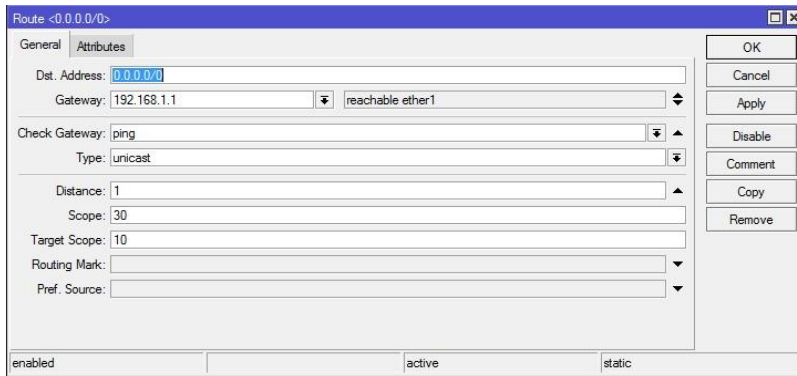 Route <0.0.0.0/0>
General Attributes
Dst. Address: 0.0.0.0/0
Gateway: 192.168.1.1 reachable ether1
Check Gateway: ping
Type: unicast
Distance: 1
Scope: 30
Target Scope: 10
Routing Mark:
Pref. Source:
OK
Cancel
Apply
Disable
Comment
Copy
Remove
enabled active static